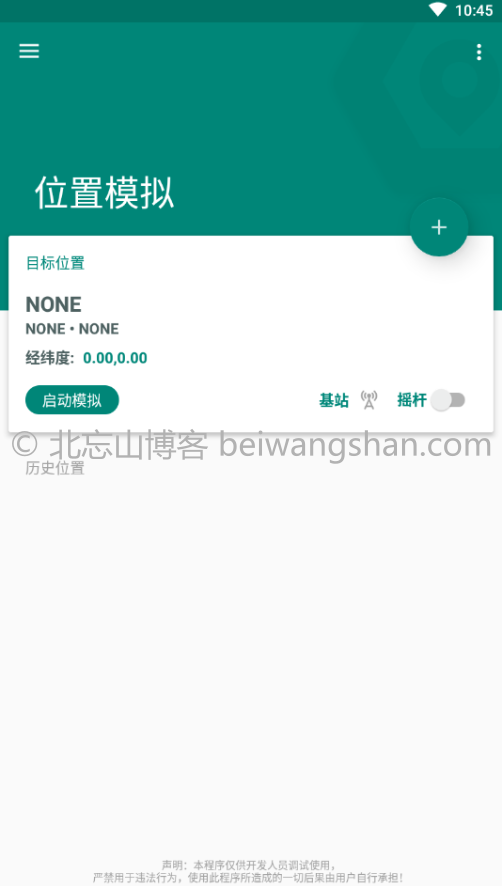 10:45
位置模拟
目标位置
NONE
NONE • NONE
经纬度: 0.00,0.00
启动模拟 基站 摇杆
© 北忘山博客 beiwangshan.com
历史位置
声明：本程序仅供开发人员调试使用，
严禁用于违法行为，使用此程序所造成的一切后果由用户自行承担！